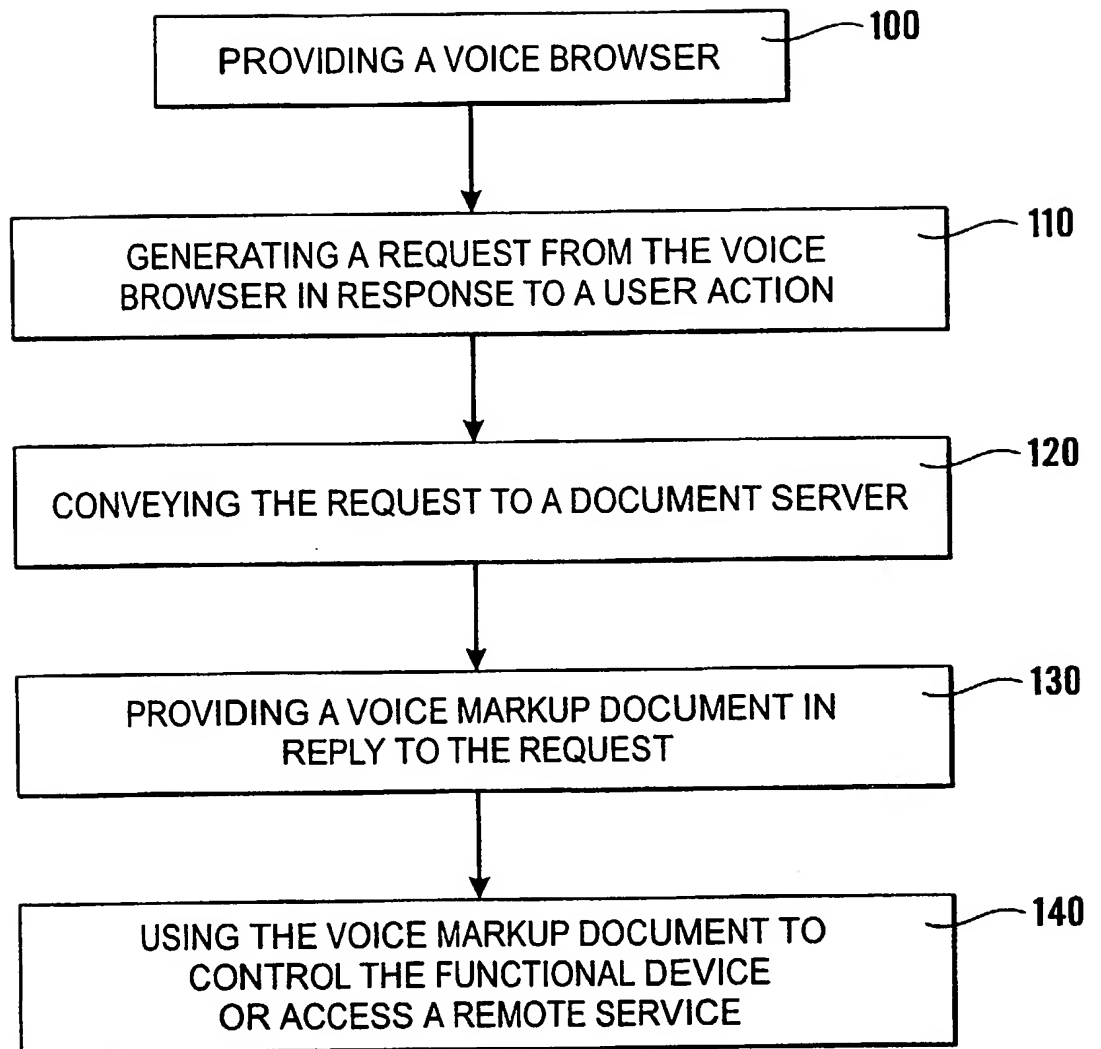 PROVIDING A VOICE BROWSER
100
GENERATING A REQUEST FROM THE VOICE
BROWSER IN RESPONSE TO A USER ACTION
110
CONVEYING THE REQUEST TO A DOCUMENT SERVER
120
PROVIDING A VOICE MARKUP DOCUMENT IN
REPLY TO THE REQUEST
130
USING THE VOICE MARKUP DOCUMENT TO
CONTROL THE FUNCTIONAL DEVICE
OR ACCESS A REMOTE SERVICE
140